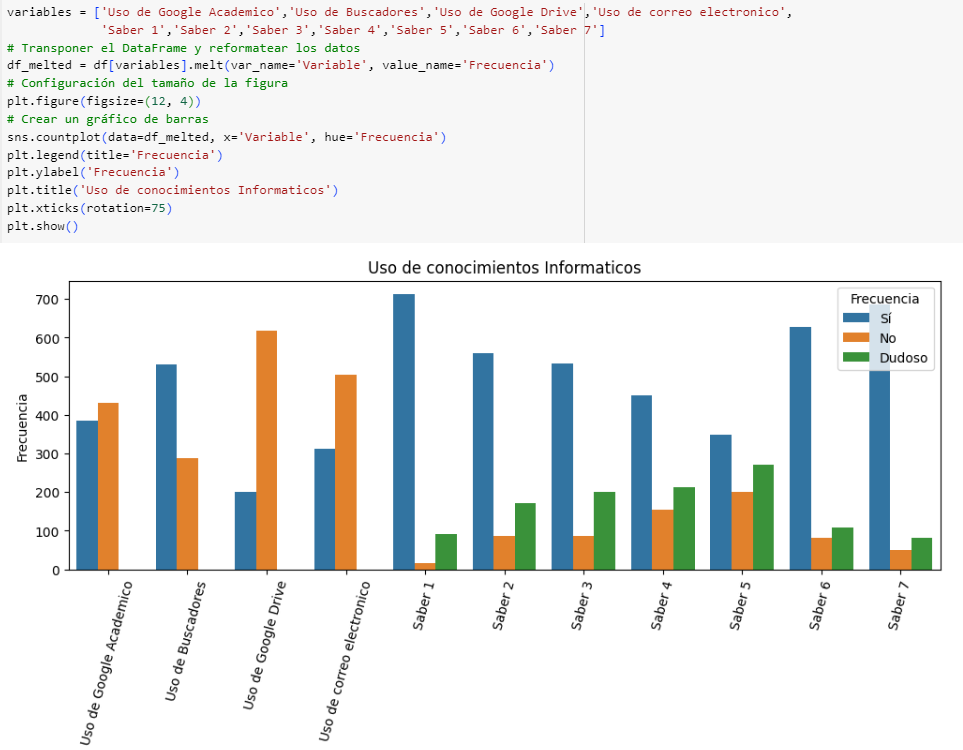 variables = ['Uso de Google Academico','Uso de Buscadores','Uso de Google Drive','Uso de correo electronico',
'Saber 1','Saber 2','Saber 3','Saber 4','Saber 5','Saber 6','Saber 7']
# Transponer el DataFrame y reformatear los datos
df_melted = df[variables].melt(var_name='Variable', value_name='Frecuencia')
# Configuración del tamaño de la figura
plt.figure(figsize=(12, 4))
# Crear un gráfico de barras
sns.countplot(data=df_melted, x='Variable', hue='Frecuencia')
plt.legend(title='Frecuencia')
plt.ylabel('Frecuencia')
plt.title('Uso de conocimientos Informaticos')
plt.xticks(rotation=75)
plt.show()
Uso de conocimientos Informaticos
Frecuencia
Sí
No
Dudoso
Frecuencia
700
600
500
400
300
200
100
0
Uso de Google Academico
Uso de Buscadores
Uso de Google Drive
Uso de correo electronico
Saber 1
Saber 2
Saber 3
Saber 4
Saber 5
Saber 6
Saber 7